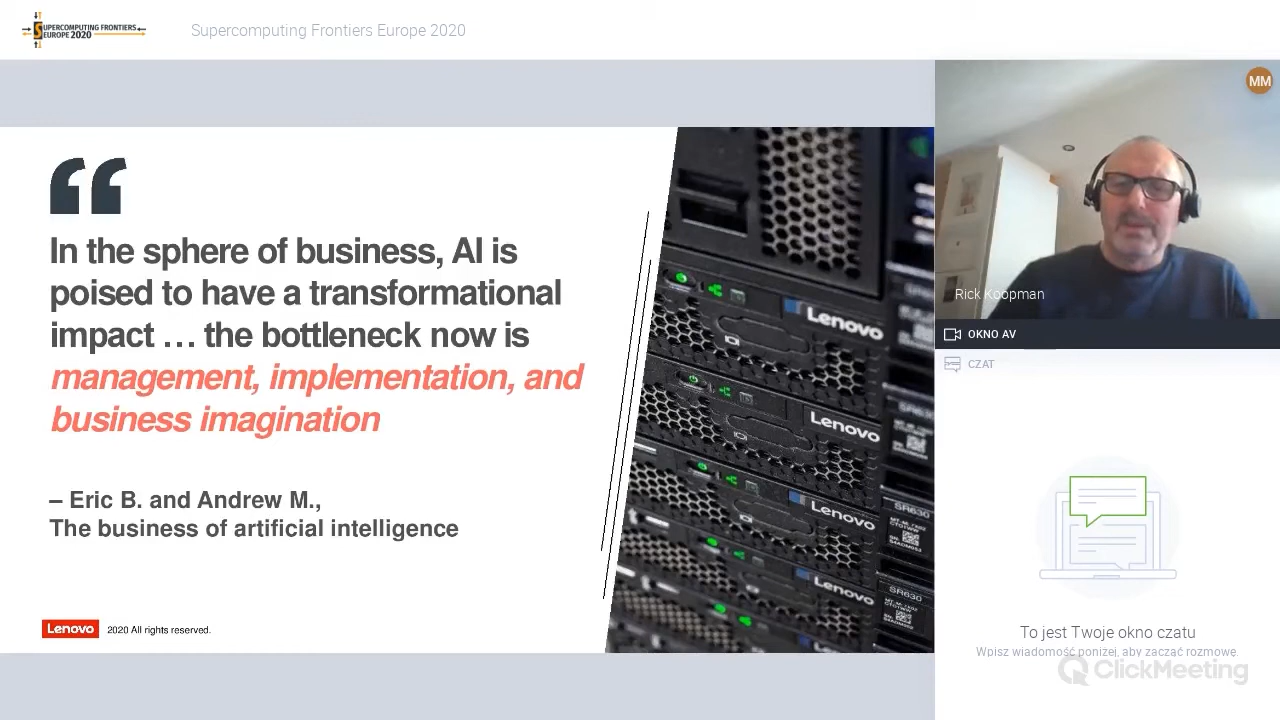 SUPERCOMPUTING FRONTIERS
EUROPE 2020
Supercomputing Frontiers Europe 2020
In the sphere of business, AI is
poised to have a transformational
impact … the bottleneck now is
management, implementation, and
business imagination
– Eric B. and Andrew M.,
The business of artificial intelligence
Lenovo
2020 All rights reserved.
Lenovo
Lenovo
Lenovo
Lenovo
SR630
SR630
MM
Rick Koopman
OKNO AV
CZAT
To jest Twoje okno czatu
Wpisz wiadomość poniżej, aby zacząć rozmowę.
ClickMeeting